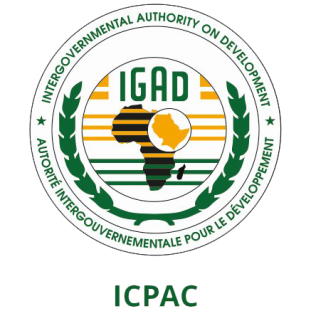 INTERGOVERNMENTAL AUTHORITY ON DEVELOPMENT
IGAD
AUTORITÉ INTERGOUVERNEMENTALE POUR LE DÉVELOPPEMENT
ICPAC